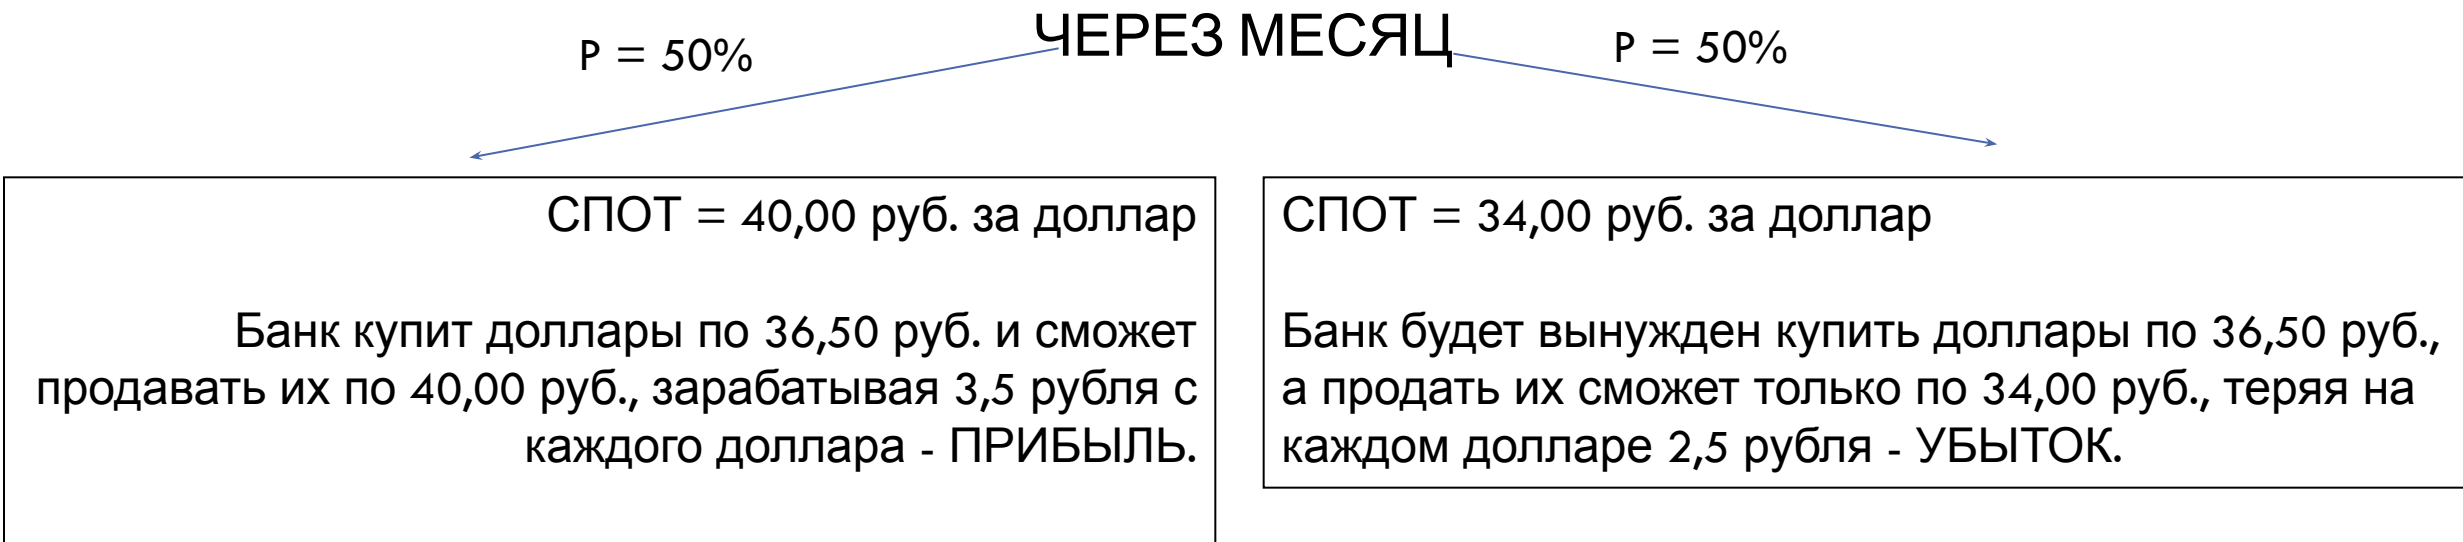 ЧЕРЕЗ МЕСЯЦ
P = 50%
P = 50%
СПОТ = 40,00 руб. за доллар
Банк купит доллары по 36,50 руб. и сможет
продавать их по 40,00 руб., зарабатывая 3,5 рубля с
каждого доллара - ПРИБЫЛЬ.
СПОТ = 34,00 руб. за доллар
Банк будет вынужден купить доллары по 36,50 руб.,
а продать их сможет только по 34,00 руб., теряя на
каждом долларе 2,5 рубля - УБЫТОК.